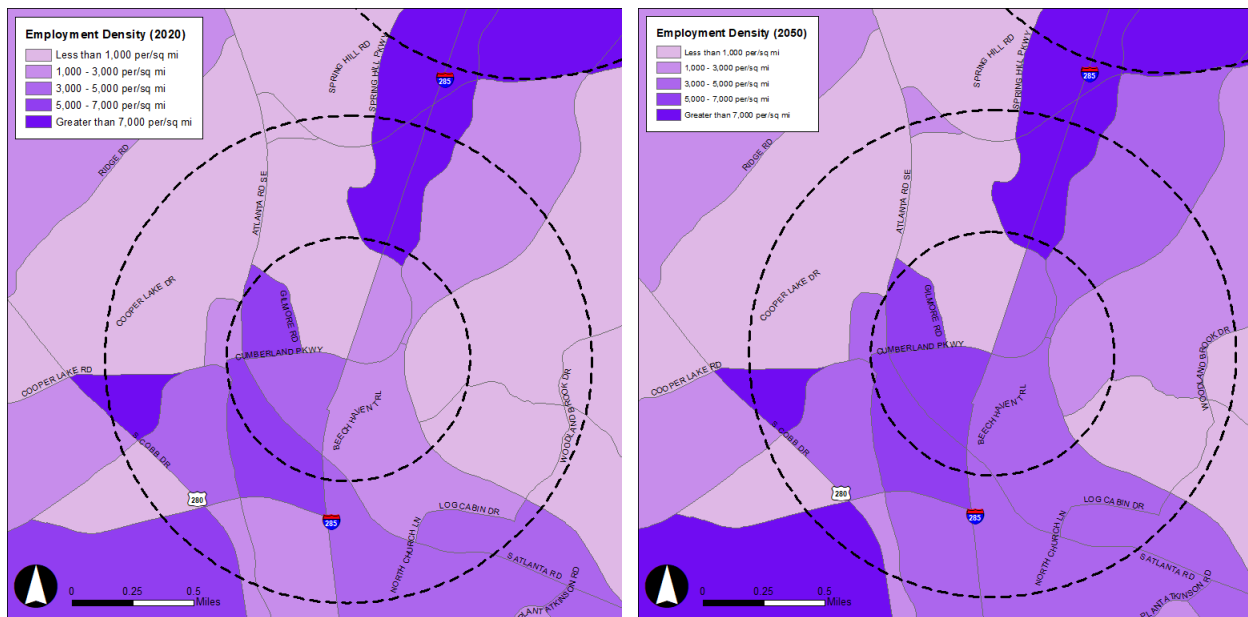 Employment Density (2020)
Less than 1,000 per/sq mi
1,000 - 3,000 per/sq mi
3,000 - 5,000 per/sq mi
5,000 - 7,000 per/sq mi
Greater than 7,000 per/sq mi
SPRING HILL RD
SPRING HILL PKWY
285
RIDGE RD
ATLANTA RD SE
COOPER LAKE DR
GILMORE RD
CUMBERLAND PKWY
COOPER LAKE RD
BEECH HAVEN TRL
WOODLAND BROOK DR
S COBB DR
280
285
LOG CABIN DR
NORTH CHURCH LN
S ATLANTA RD
PLANT ATKINSON RD
0 0.25 0.5
Miles
Employment Density (2050)
Less than 1,000 per/sq mi
1,000 - 3,000 per/sq mi
3,000 - 5,000 per/sq mi
5,000 - 7,000 per/sq mi
Greater than 7,000 per/sq mi
SPRING HILL RD
SPRING HILL PKWY
285
RIDGE RD
ATLANTA RD SE
COOPER LAKE DR
GILMORE RD
CUMBERLAND PKWY
COOPER LAKE RD
BEECH HAVEN TRL
WOODLAND BROOK DR
S COBB DR
280
285
LOG CABIN DR
NORTH CHURCH LN
S ATLANTA RD
PLANT ATKINSON RD
0 0.25 0.5
Miles